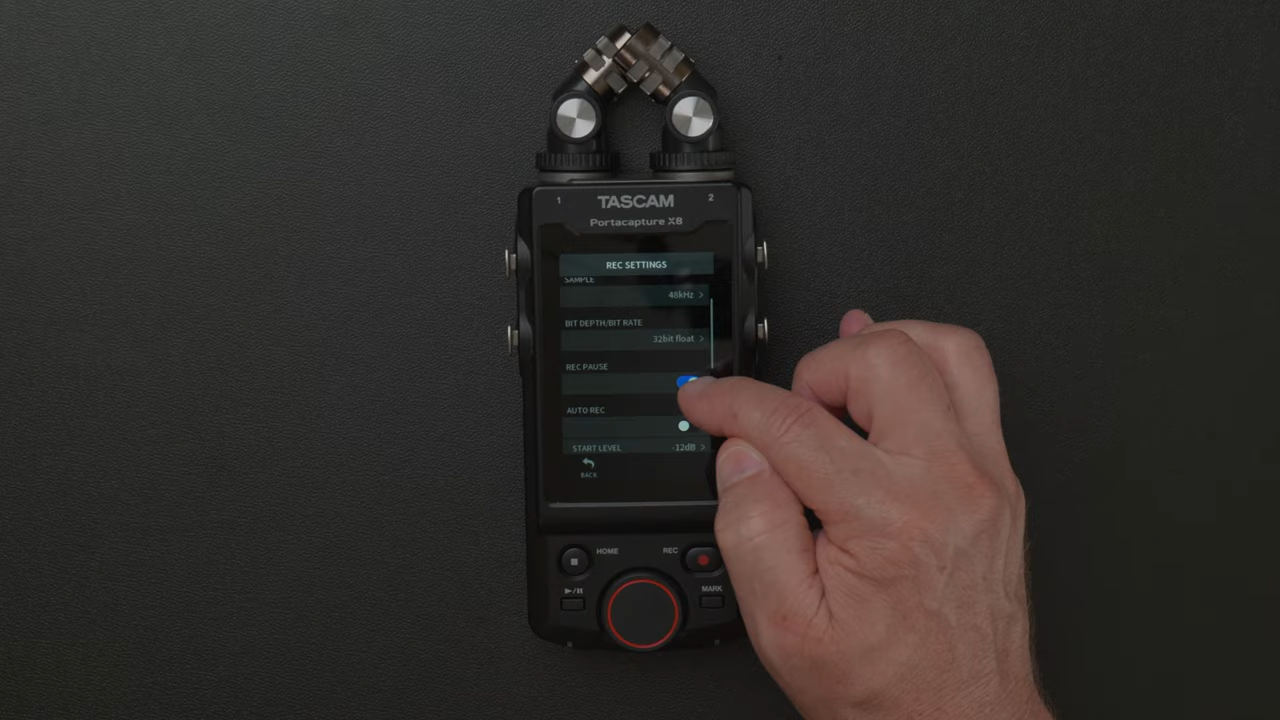 1 TASCAM 2
Portacapture X8
REC SETTINGS
SAMPLE
48kHz >
BIT DEPTH/BIT RATE
32bit float >
REC PAUSE
AUTO REC
START LEVEL -12dB >
BACK
HOME REC
MARK